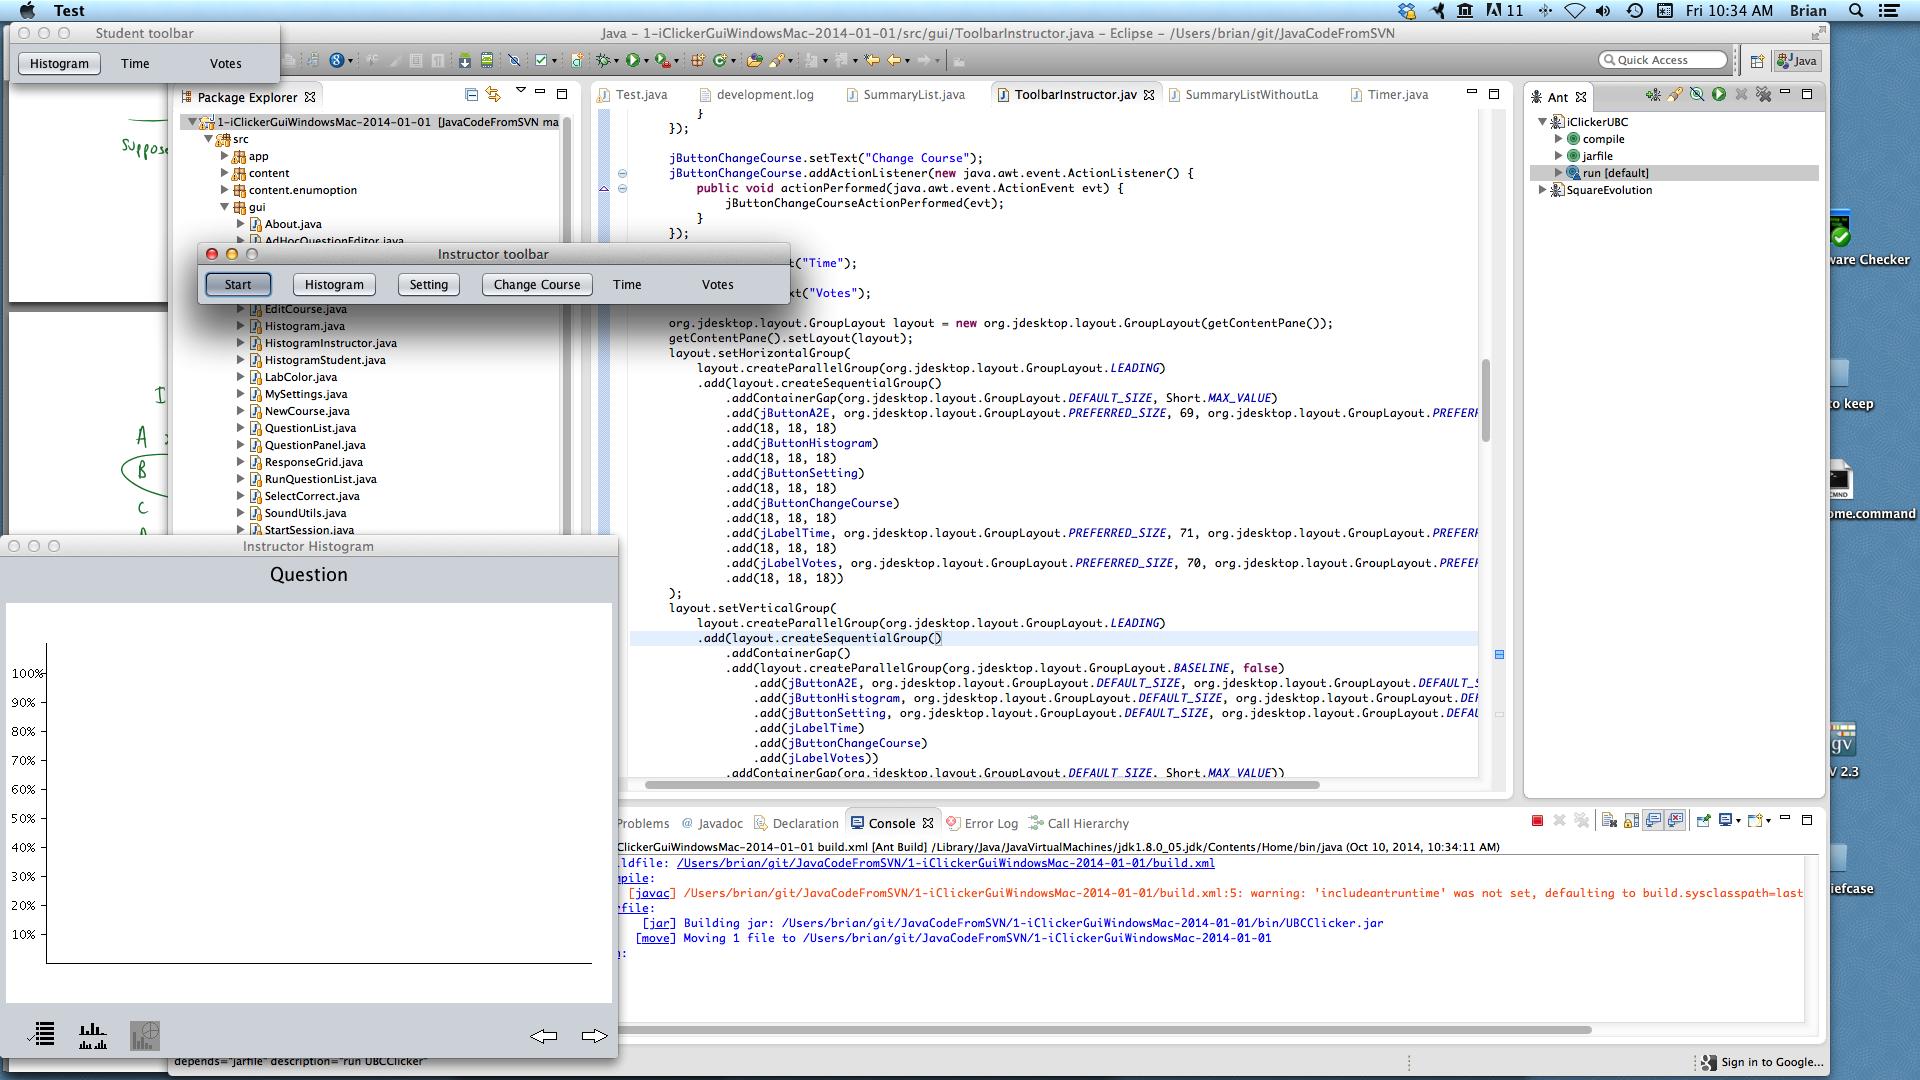 Test
11
Fri 10:34 AM Brian
Student toolbar
Histogram Time Votes
Java - 1-iClickerGuiWindowsMac-2014-01-01/src/gui/ToolbarInstructor.java - Eclipse - /Users/brian/git/JavaCodeFromSVN
Quick Access
Java
Suppose
A
B
C
Package Explorer
1-iClickerGuiWindowsMac-2014-01-01 [JavaCodeFromSVN ma
src
app
content
content.enumoption
gui
About.java
AdHocQuestionEditor.java
Instructor toolbar
Start Histogram Setting Change Course Time Votes
EditCourse.java
Histogram.java
HistogramInstructor.java
HistogramStudent.java
LabColor.java
MySettings.java
NewCourse.java
QuestionList.java
QuestionPanel.java
ResponseGrid.java
RunQuestionList.java
SelectCorrect.java
SoundUtils.java
StartSession.java
Instructor Histogram
Question
100%
90%
80%
70%
60%
50%
40%
30%
20%
10%
depends="jarfile" description="run UBCClicker"
Test.java development.log SummaryList.java ToolbarInstructor.jav SummaryListWithoutLa Timer.java
}
});
jButtonChangeCourse.setText("Change Course");
jButtonChangeCourse.addActionListener(new java.awt.event.ActionListener() {
public void actionPerformed(java.awt.event.ActionEvent evt) {
jButtonChangeCourseActionPerformed(evt);
}
});
t("Time");
xt("Votes");
org.jdesktop.layout.GroupLayout layout = new org.jdesktop.layout.GroupLayout(getContentPane());
getContentPane().setLayout(layout);
layout.setHorizontalGroup(
layout.createParallelGroup(org.jdesktop.layout.GroupLayout.LEADING)
.add(layout.createSequentialGroup()
.addContainerGap(org.jdesktop.layout.GroupLayout.DEFAULT_SIZE, Short.MAX_VALUE)
.add(jButtonA2E, org.jdesktop.layout.GroupLayout.PREFERRED_SIZE, 69, org.jdesktop.layout.GroupLayout.PREFERR
.add(18, 18, 18)
.add(jButtonHistogram)
.add(18, 18, 18)
.add(jButtonSetting)
.add(18, 18, 18)
.add(jButtonChangeCourse)
.add(18, 18, 18)
.add(jLabelTime, org.jdesktop.layout.GroupLayout.PREFERRED_SIZE, 71, org.jdesktop.layout.GroupLayout.PREFERR
.add(18, 18, 18)
.add(jLabelVotes, org.jdesktop.layout.GroupLayout.PREFERRED_SIZE, 70, org.jdesktop.layout.GroupLayout.PREFER
.add(18, 18, 18))
);
layout.setVerticalGroup(
layout.createParallelGroup(org.jdesktop.layout.GroupLayout.LEADING)
.add(layout.createSequentialGroup()
.addContainerGap()
.add(layout.createParallelGroup(org.jdesktop.layout.GroupLayout.BASELINE, false)
.add(jButtonA2E, org.jdesktop.layout.GroupLayout.DEFAULT_SIZE, org.jdesktop.layout.GroupLayout.DEFAULT_S
.add(jButtonHistogram, org.jdesktop.layout.GroupLayout.DEFAULT_SIZE, org.jdesktop.layout.GroupLayout.DEF
.add(jButtonSetting, org.jdesktop.layout.GroupLayout.DEFAULT_SIZE, org.jdesktop.layout.GroupLayout.DEFAU
.add(jLabelTime)
.add(jButtonChangeCourse)
.add(jLabelVotes))
.addContainerGap(org.jdesktop.layout.GroupLayout.DEFAULT_SIZE, Short.MAX_VALUE))
Ant
iClickerUBC
compile
jarfile
run [default]
SquareEvolution
Problems @ Javadoc Declaration Console Error Log Call Hierarchy
ClickerGuiWindowsMac-2014-01-01 build.xml [Ant Build] /Library/Java/JavaVirtualMachines/jdk1.8.0_05.jdk/Contents/Home/bin/java (Oct 10, 2014, 10:34:11 AM)
ldfile: /Users/brian/git/JavaCodeFromSVN/1-iClickerGuiWindowsMac-2014-01-01/build.xml
mpile:
[javac] /Users/brian/git/JavaCodeFromSVN/1-iClickerGuiWindowsMac-2014-01-01/build.xml:5: warning: 'includeantruntime' was not set, defaulting to build.sysclasspath=last
rfile:
[jar] Building jar: /Users/brian/git/JavaCodeFromSVN/1-iClickerGuiWindowsMac-2014-01-01/bin/UBCClicker.jar
[move] Moving 1 file to /Users/brian/git/JavaCodeFromSVN/1-iClickerGuiWindowsMac-2014-01-01
n:
Sign in to Google...
ware Checker
to keep
CMND
ome.command
gv
V 2.3
iefcase